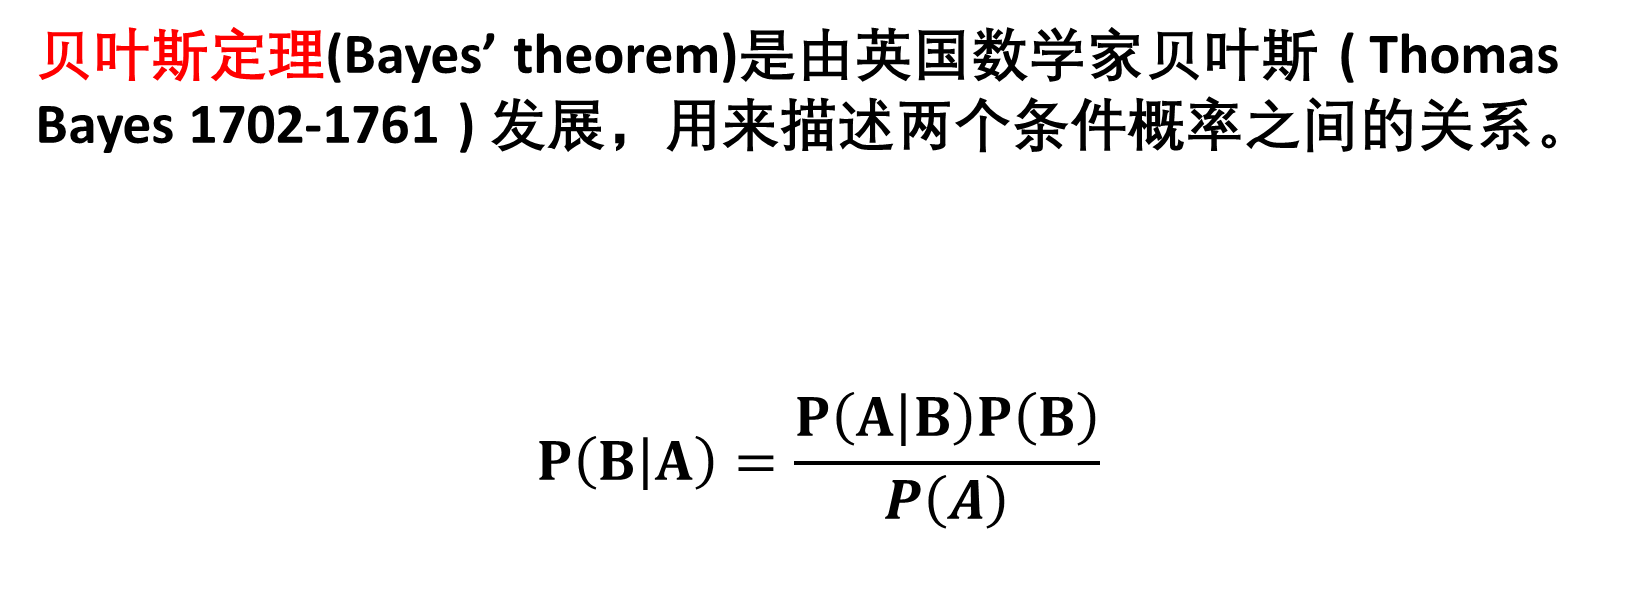 贝叶斯定理(Bayes’ theorem)是由英国数学家贝叶斯 ( Thomas
Bayes 1702-1761 ) 发展，用来描述两个条件概率之间的关系。
P(B|A) = P(A|B)P(B) / P(A)